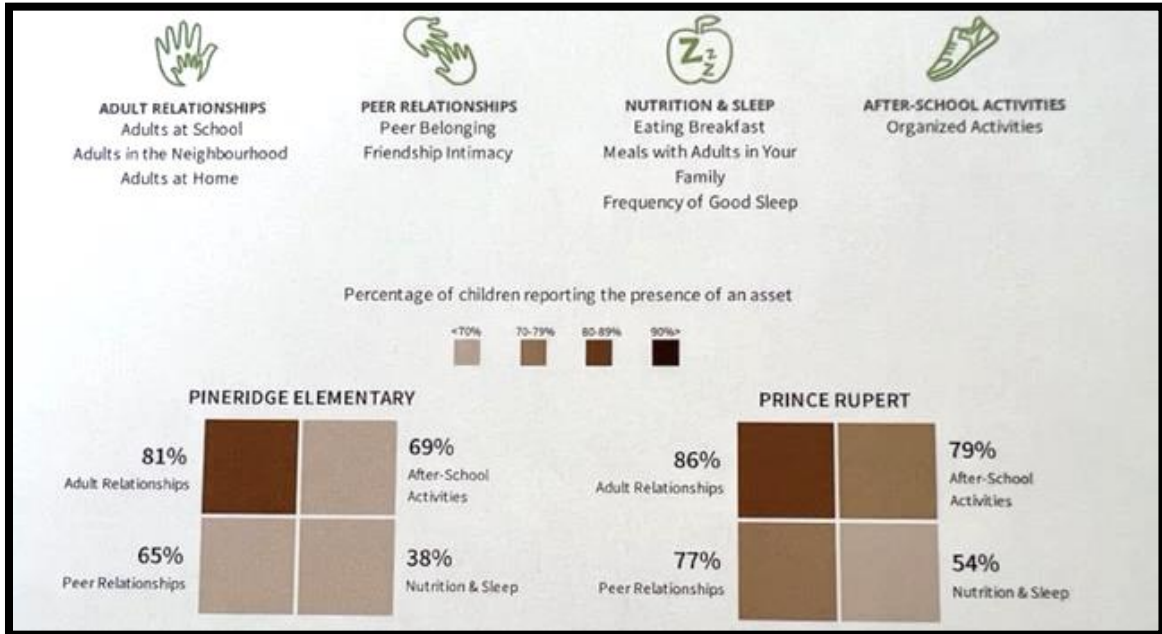 Z z z
ADULT RELATIONSHIPS
Adults at School
Adults in the Neighbourhood
Adults at Home
PEER RELATIONSHIPS
Peer Belonging
Friendship Intimacy
NUTRITION & SLEEP
Eating Breakfast
Meals with Adults in Your
Family
Frequency of Good Sleep
AFTER-SCHOOL ACTIVITIES
Organized Activities
Percentage of children reporting the presence of an asset
<70% 70-79% 80-89% 90%>
PINERIDGE ELEMENTARY
81%
Adult Relationships
69%
After-School
Activities
65%
Peer Relationships
38%
Nutrition & Sleep
PRINCE RUPERT
86%
Adult Relationships
79%
After-School
Activities
77%
Peer Relationships
54%
Nutrition & Sleep